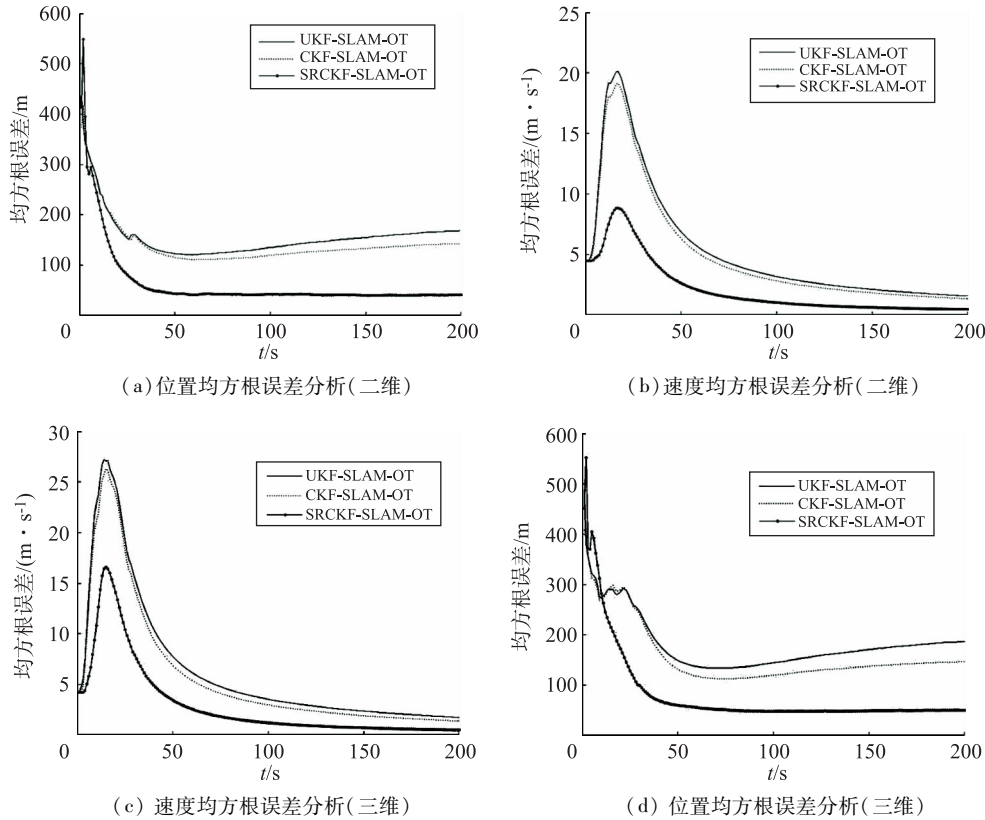 600
500
400
300
200
100
0
50
100
150
200
均方根误差/m
t/s
UKF-SLAM-OT
CKF-SLAM-OT
SRCKF-SLAM-OT
(a)位置均方根误差分析(二维)
25
20
15
10
5
0
50
100
150
200
均方根误差/(m·s⁻¹)
t/s
UKF-SLAM-OT
CKF-SLAM-OT
SRCKF-SLAM-OT
(b)速度均方根误差分析(二维)
30
25
20
15
10
5
0
50
100
150
200
均方根误差/(m·s⁻¹)
t/s
UKF-SLAM-OT
CKF-SLAM-OT
SRCKF-SLAM-OT
(c) 速度均方根误差分析(三维)
600
500
400
300
200
100
0
50
100
150
200
均方根误差/m
t/s
UKF-SLAM-OT
CKF-SLAM-OT
SRCKF-SLAM-OT
(d) 位置均方根误差分析(三维)